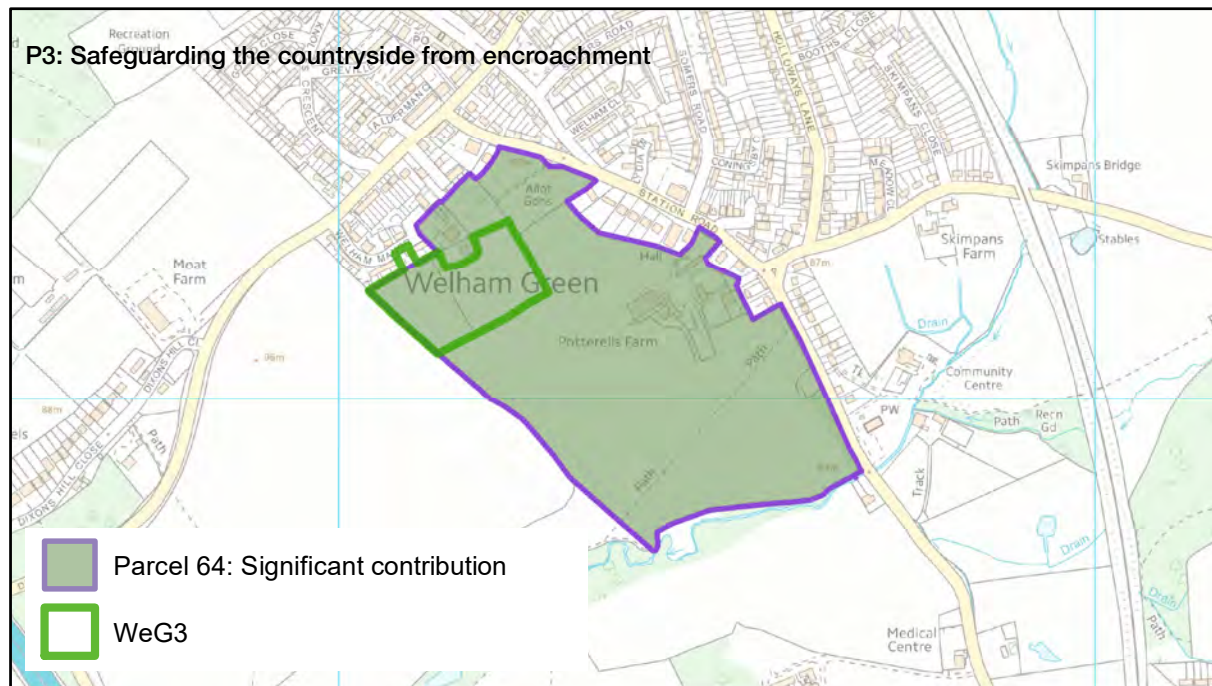 P3: Safeguarding the countryside from encroachment
Recreation
Ground
CLOSE
CRESCENT
ALDERMAN CL
WELHAM CL
SOMERS ROAD
HOLLOWAYS LANE
BOOTHS CLOSE
SKIMPANS CLOSE
MEADOW CL
STATION ROAD
87m
Skimpans Bridge
Stables
Skimpans
Farm
Drain
Allot
Gdns
Hall
WELHAM MA
Welham Green
Moat
Farm
Potterells Farm
Path
Path
DIXONS HILL CL
DIXONS HILL CLOSE
Path
Community
Centre
PW
Path
Recn
Gd
Track
Drain
Drain
Path
Medical
Centre
Parcel 64: Significant contribution
WeG3